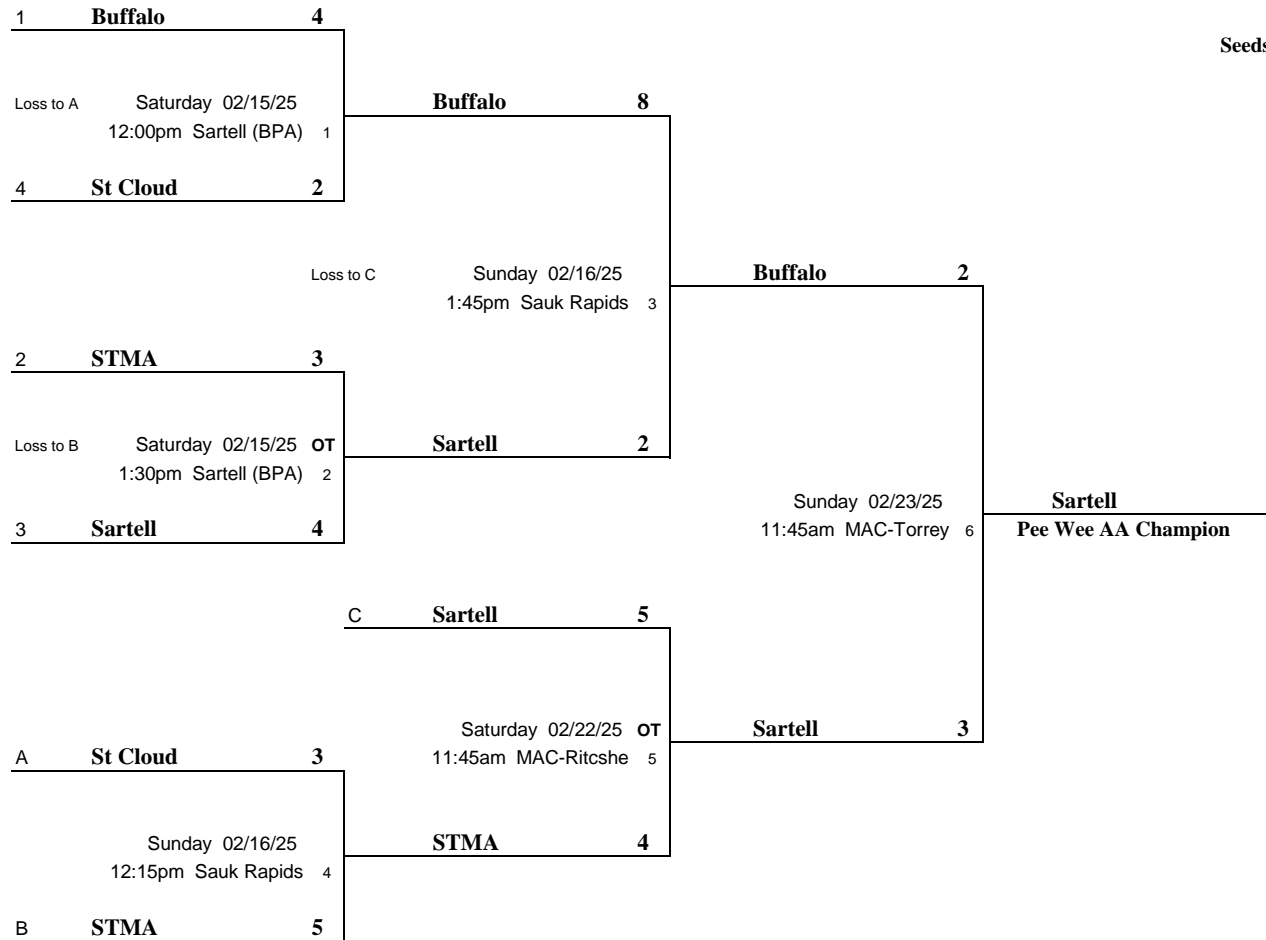 1 Buffalo 4
Seeds
Loss to A Saturday 02/15/25 Buffalo 8
12:00pm Sartell (BPA) 1
4 St Cloud 2
Loss to C Sunday 02/16/25 Buffalo 2
1:45pm Sauk Rapids 3
2 STMA 3
Loss to B Saturday 02/15/25 OT Sartell 2
1:30pm Sartell (BPA) 2
Sunday 02/23/25 Sartell
3 Sartell 4 11:45am MAC-Torrey 6 Pee Wee AA Champion
C Sartell 5
Saturday 02/22/25 OT Sartell 3
A St Cloud 3 11:45am MAC-Ritcshe 5
Sunday 02/16/25 STMA 4
12:15pm Sauk Rapids 4
B STMA 5